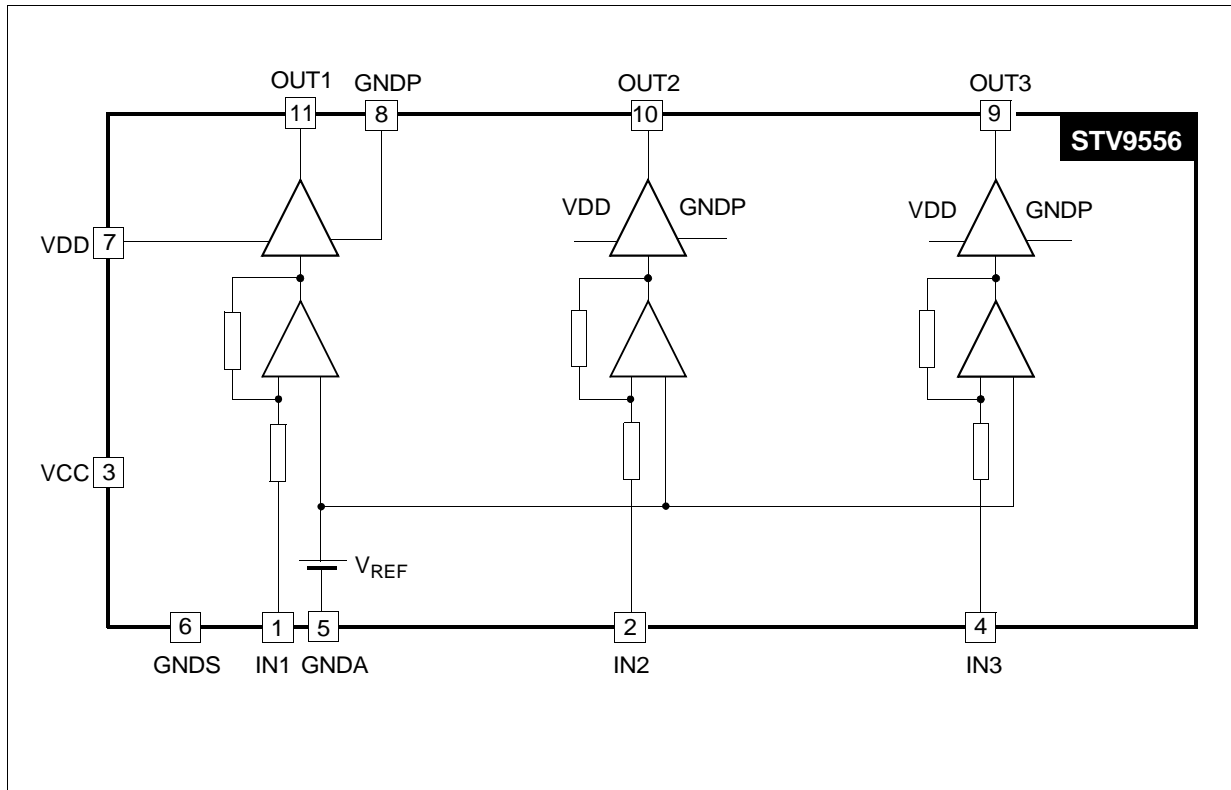 OUT1 GNDP OUT2 OUT3
11 8 10 9
STV9556
VDD GNDP VDD GNDP
VDD 7
VCC 3
VREF
6 1 5 2 4
GNDS IN1 GNDA IN2 IN3